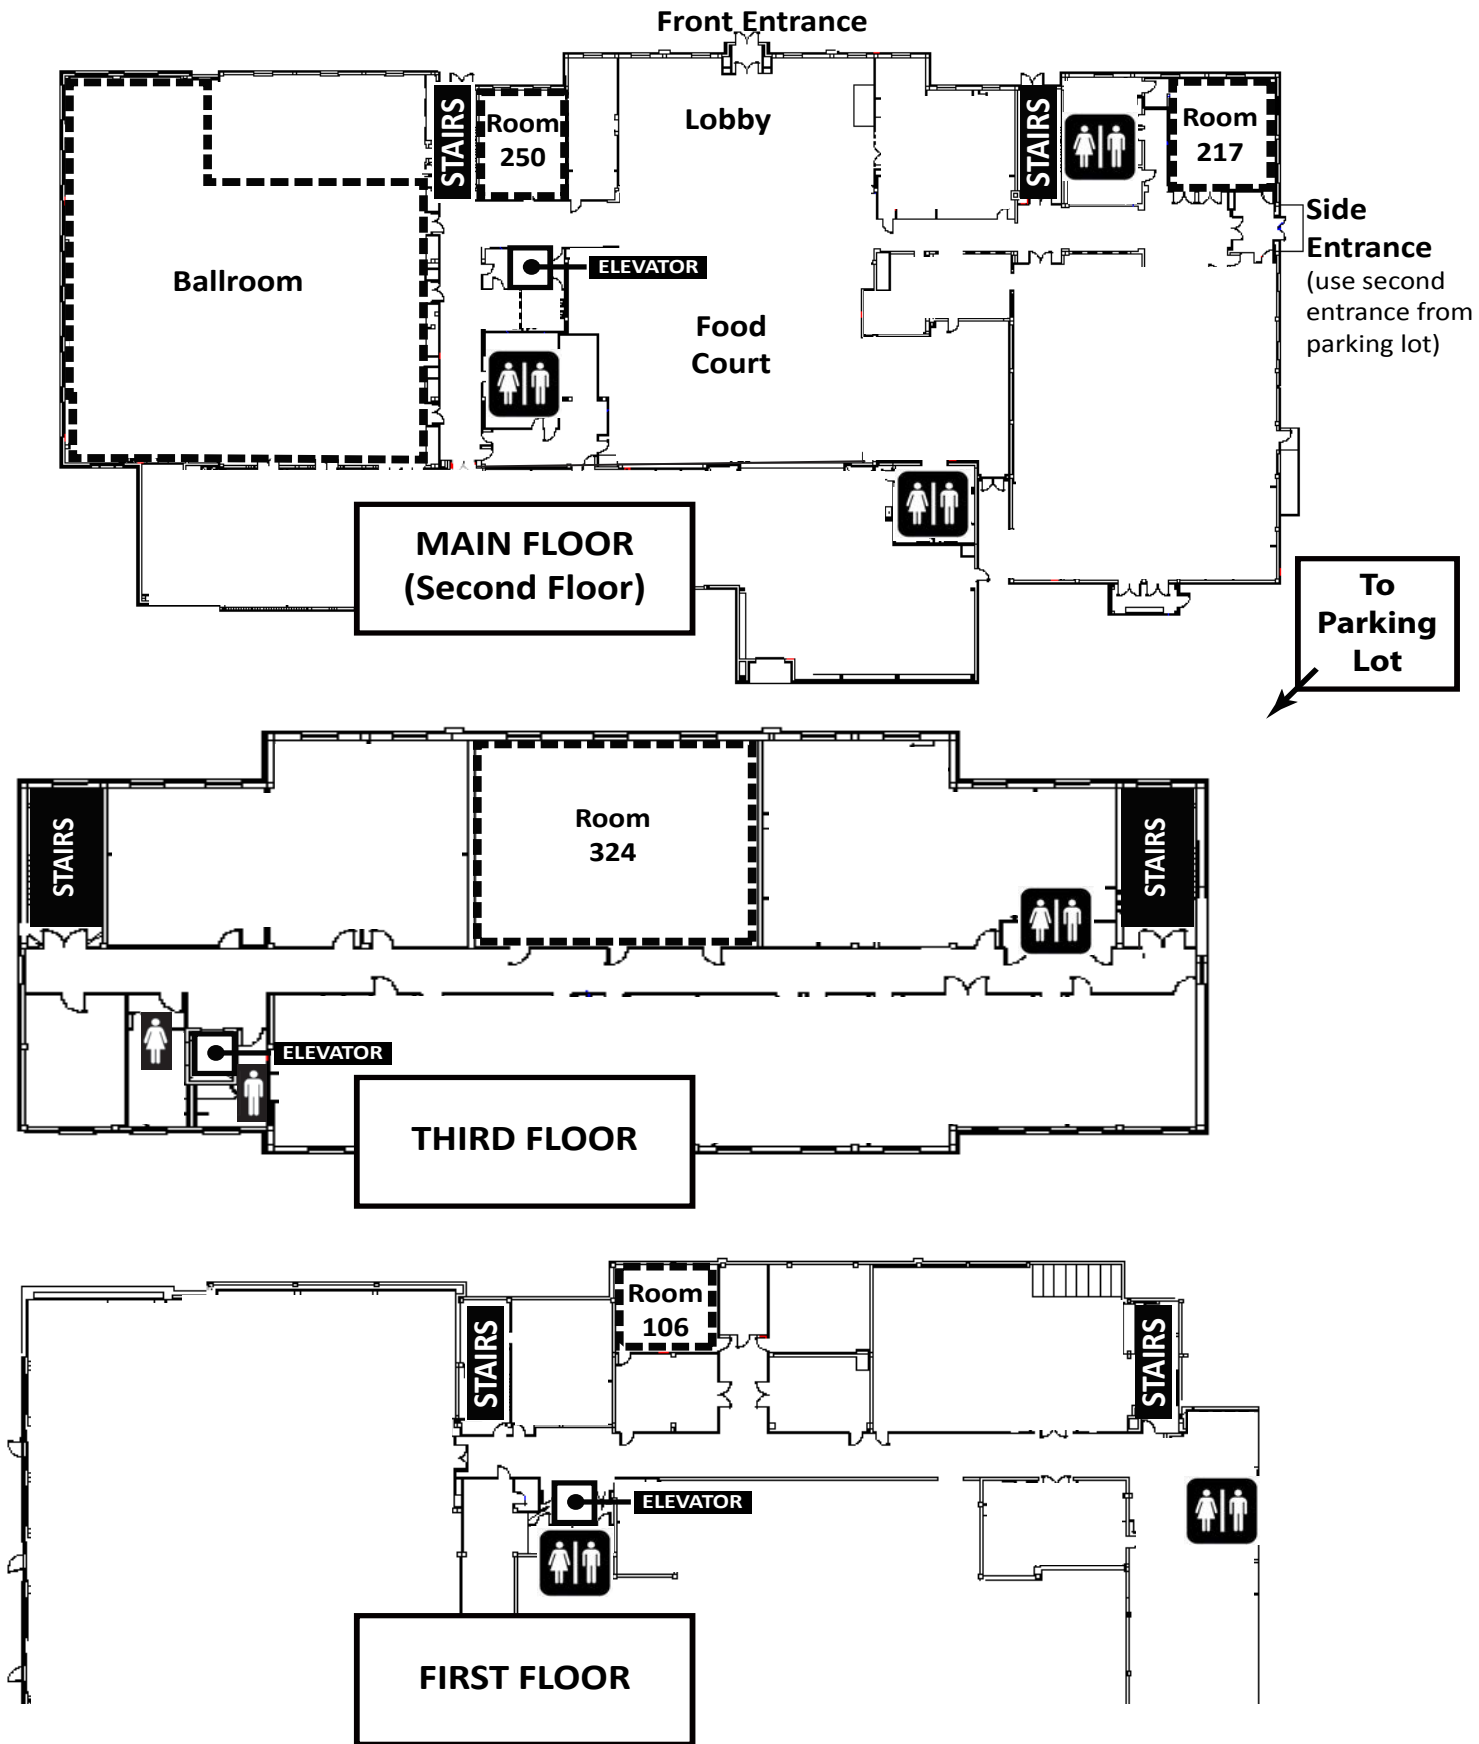 Front Entrance
STAIRS
Room
250
Lobby
STAIRS
Room
217
Side
Entrance
(use second
entrance from
parking lot)
Ballroom
ELEVATOR
Food
Court
MAIN FLOOR
(Second Floor)
To
Parking
Lot
STAIRS
Room
324
STAIRS
ELEVATOR
THIRD FLOOR
STAIRS
Room
106
STAIRS
ELEVATOR
FIRST FLOOR